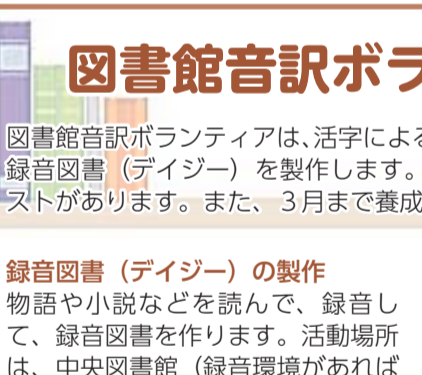 図書館音訳ボラ
図書館音訳ボランティアは、活字による
録音図書（デイジー）を製作します。
ストがあります。また、３月まで養成
録音図書（デイジー）の製作
物語や小説などを読んで、録音し
て、録音図書を作ります。活動場所
は、中央図書館（録音環境があれば